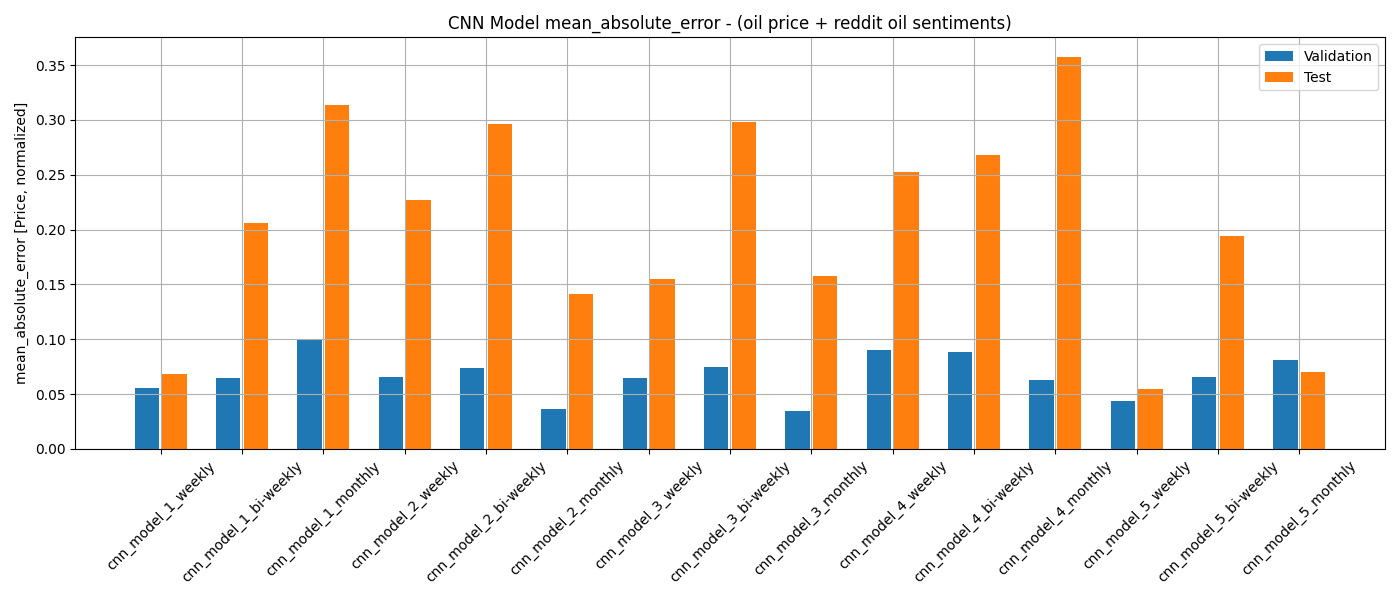 CNN Model mean_absolute_error - (oil price + reddit oil sentiments)
mean_absolute_error [Price, normalized]
0.35
0.30
0.25
0.20
0.15
0.10
0.05
0.00
Validation
Test
cnn_model_1_weekly
cnn_model_1_bi-weekly
cnn_model_1_monthly
cnn_model_2_weekly
cnn_model_2_bi-weekly
cnn_model_2_monthly
cnn_model_3_weekly
cnn_model_3_bi-weekly
cnn_model_3_monthly
cnn_model_4_weekly
cnn_model_4_bi-weekly
cnn_model_4_monthly
cnn_model_5_weekly
cnn_model_5_bi-weekly
cnn_model_5_monthly